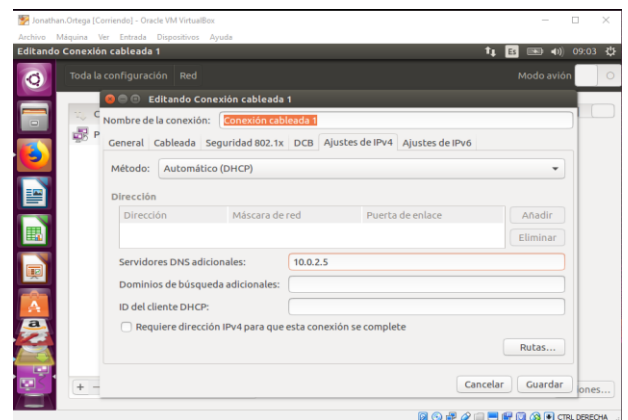 Jonathan.Ortega [Corriendo] - Oracle VM VirtualBox
Archivo Máquina Ver Entrada Dispositivos Ayuda
Editando Conexión cableada 1
Es
09:03
Toda la configuración Red
Modo avión
Editando Conexión cableada 1
Nombre de la conexión: Conexión cableada 1
General Cableada Seguridad 802.1x DCB Ajustes de IPv4 Ajustes de IPv6
Método: Automático (DHCP)
Dirección
Dirección Máscara de red Puerta de enlace Añadir
Eliminar
Servidores DNS adicionales: 10.0.2.5
Dominios de búsqueda adicionales:
ID del cliente DHCP:
Requiere dirección IPv4 para que esta conexión se complete
Rutas...
Cancelar Guardar
ones...
CTRL DERECHA